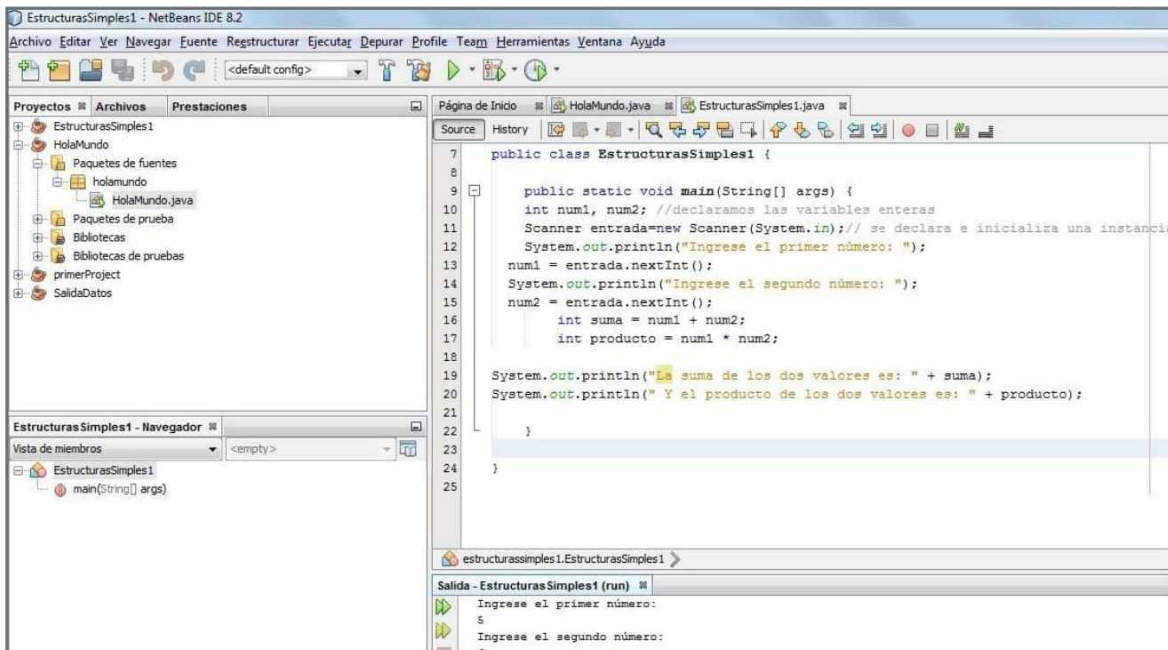 EstructurasSimples1 - NetBeans IDE 8.2
Archivo Editar Ver Navegar Fuente Reestructurar Ejecutar Depurar Profile Team Herramientas Ventana Ayuda
<default config>
Proyectos Archivos Prestaciones
EstructurasSimples1
HolaMundo
Paquetes de fuentes
holamundo
HolaMundo.java
Paquetes de prueba
Bibliotecas
Bibliotecas de pruebas
primerProject
SalidaDatos
EstructurasSimples1 - Navegador
Vista de miembros <empty>
EstructurasSimples1
main(String[] args)
Página de Inicio HolaMundo.java EstructurasSimples1.java
Source History
7 public class EstructurasSimples1 {
8
9 public static void main(String[] args) {
10 int num1, num2; //declaramos las variables enteras
11 Scanner entrada=new Scanner(System.in);// se declara e inicializa una instancia
12 System.out.println("Ingrese el primer número: ");
13 num1 = entrada.nextInt();
14 System.out.println("Ingrese el segundo número: ");
15 num2 = entrada.nextInt();
16 int suma = num1 + num2;
17 int producto = num1 * num2;
18
19 System.out.println("La suma de los dos valores es: " + suma);
20 System.out.println(" Y el producto de los dos valores es: " + producto);
21
22 }
23
24 }
25
estructurassimples1.EstructurasSimples1
Salida - EstructurasSimples1 (run)
Ingrese el primer número:
5
Ingrese el segundo número: